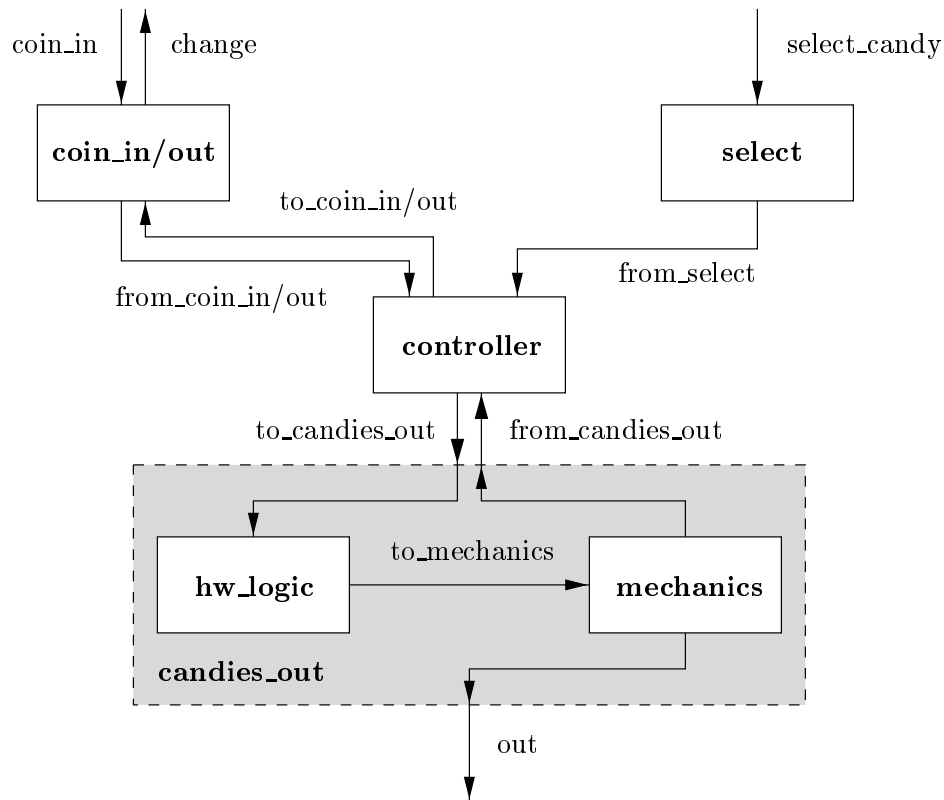 coin_in
change
select_candy
coin_in/out
select
to_coin_in/out
from_select
from_coin_in/out
controller
to_candies_out
from_candies_out
to_mechanics
hw_logic
mechanics
candies_out
out